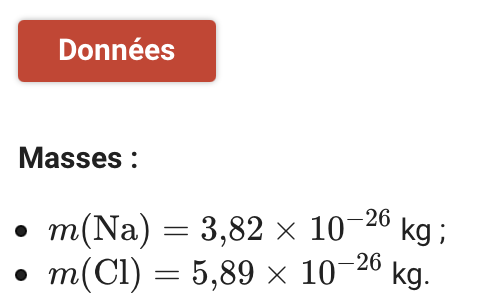 Données
Masses :
• m(Na) = 3,82 × 10⁻²⁶ kg ;
• m(Cl) = 5,89 × 10⁻²⁶ kg.